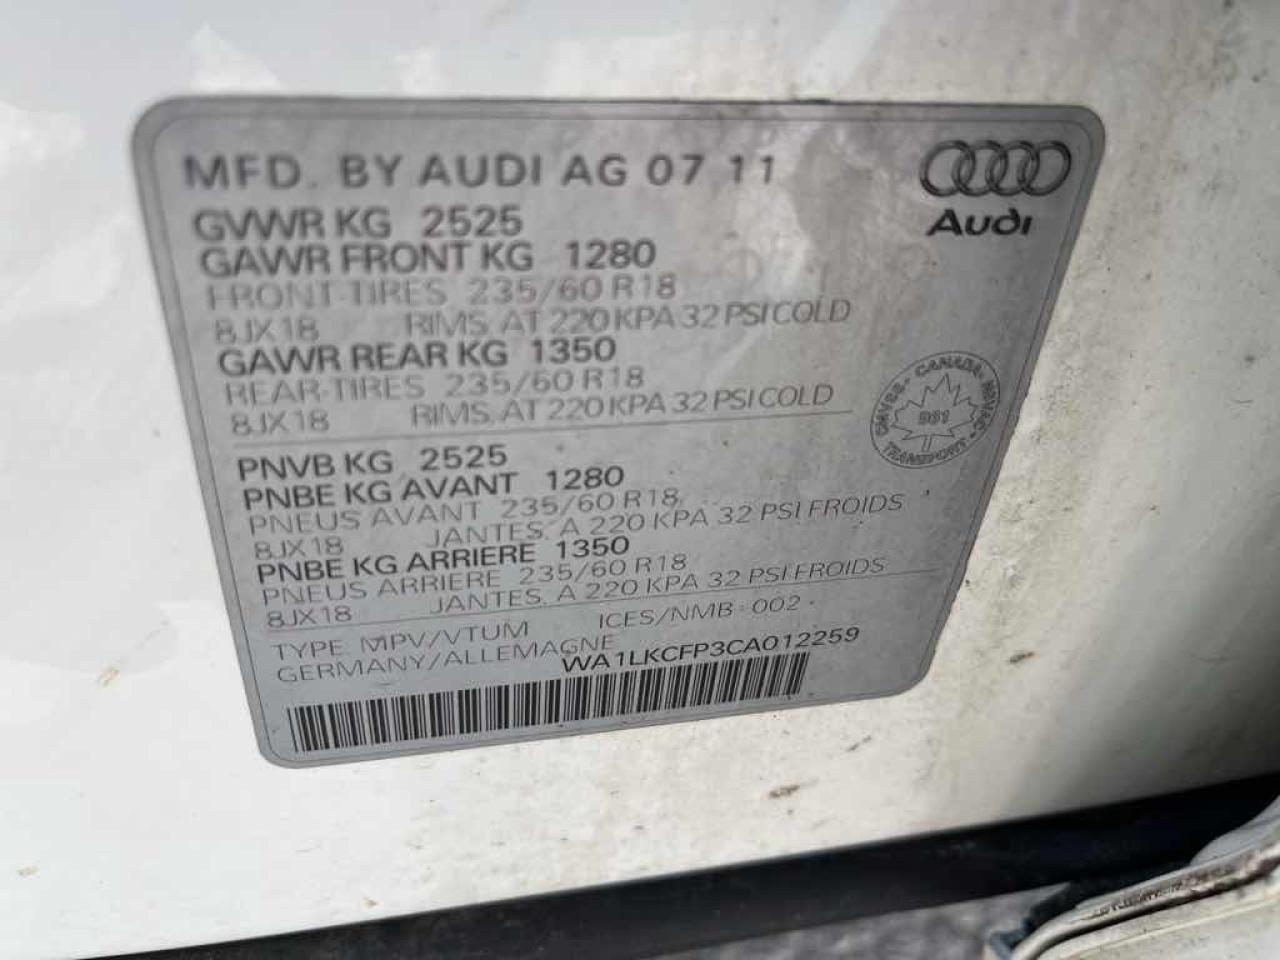 MFD. BY AUDI AG 07 11
Audi
GVWR KG 2525
GAWR FRONT KG 1280
FRONT-TIRES 235/60 R18
8JX18 RIMS. AT 220 KPA 32 PSI COLD
GAWR REAR KG 1350
REAR-TIRES 235/60 R18
8JX18 RIMS. AT 220 KPA 32 PSI COLD
CANADA
TRANSPORT
PNVB KG 2525
PNBE KG AVANT 1280
PNEUS AVANT 235/60 R18
8JX18 JANTES. A 220 KPA 32 PSI FROIDS
PNBE KG ARRIERE 1350
PNEUS ARRIERE 235/60 R18
8JX18 JANTES. A 220 KPA 32 PSI FROIDS
TYPE MPV/VTUM ICES/NMB-002
GERMANY/ALLEMAGNE WA1LKCFP3CA012259